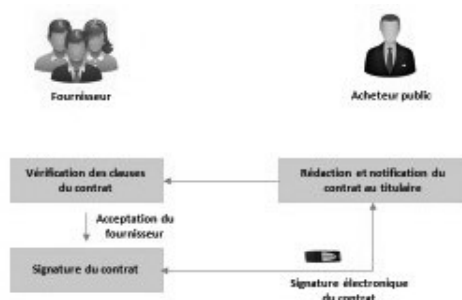 Fournisseur
Acheteur public
Vérification des clauses
du contrat
Rédaction et notification du
contrat au titulaire
Acceptation du
fournisseur
Signature du contrat
Signature électronique
du contrat